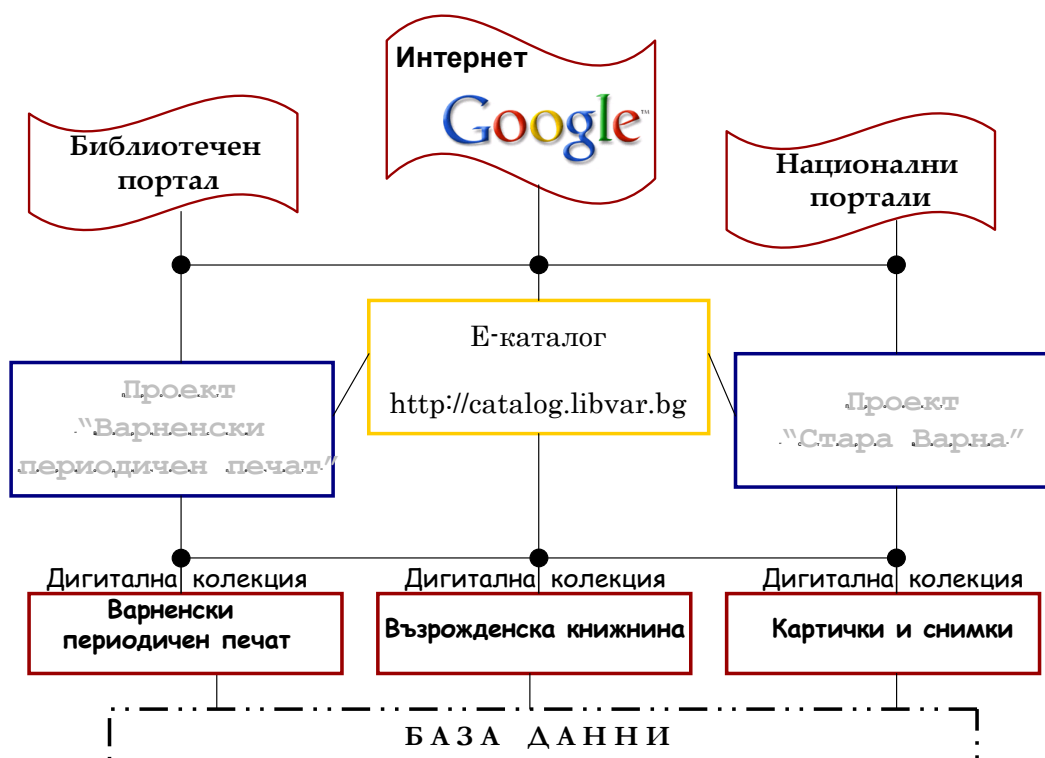 Интернет
Google™
Библиотечен
портал
Национални
портали
Е-каталог
http://catalog.libvar.bg
Проект
“Варненски
периодичен печат”
Проект
“Стара Варна”
Дигитална колекция
Варненски
периодичен печат
Дигитална колекция
Възрожденска книжнина
Дигитална колекция
Картички и снимки
БАЗА ДАННИ